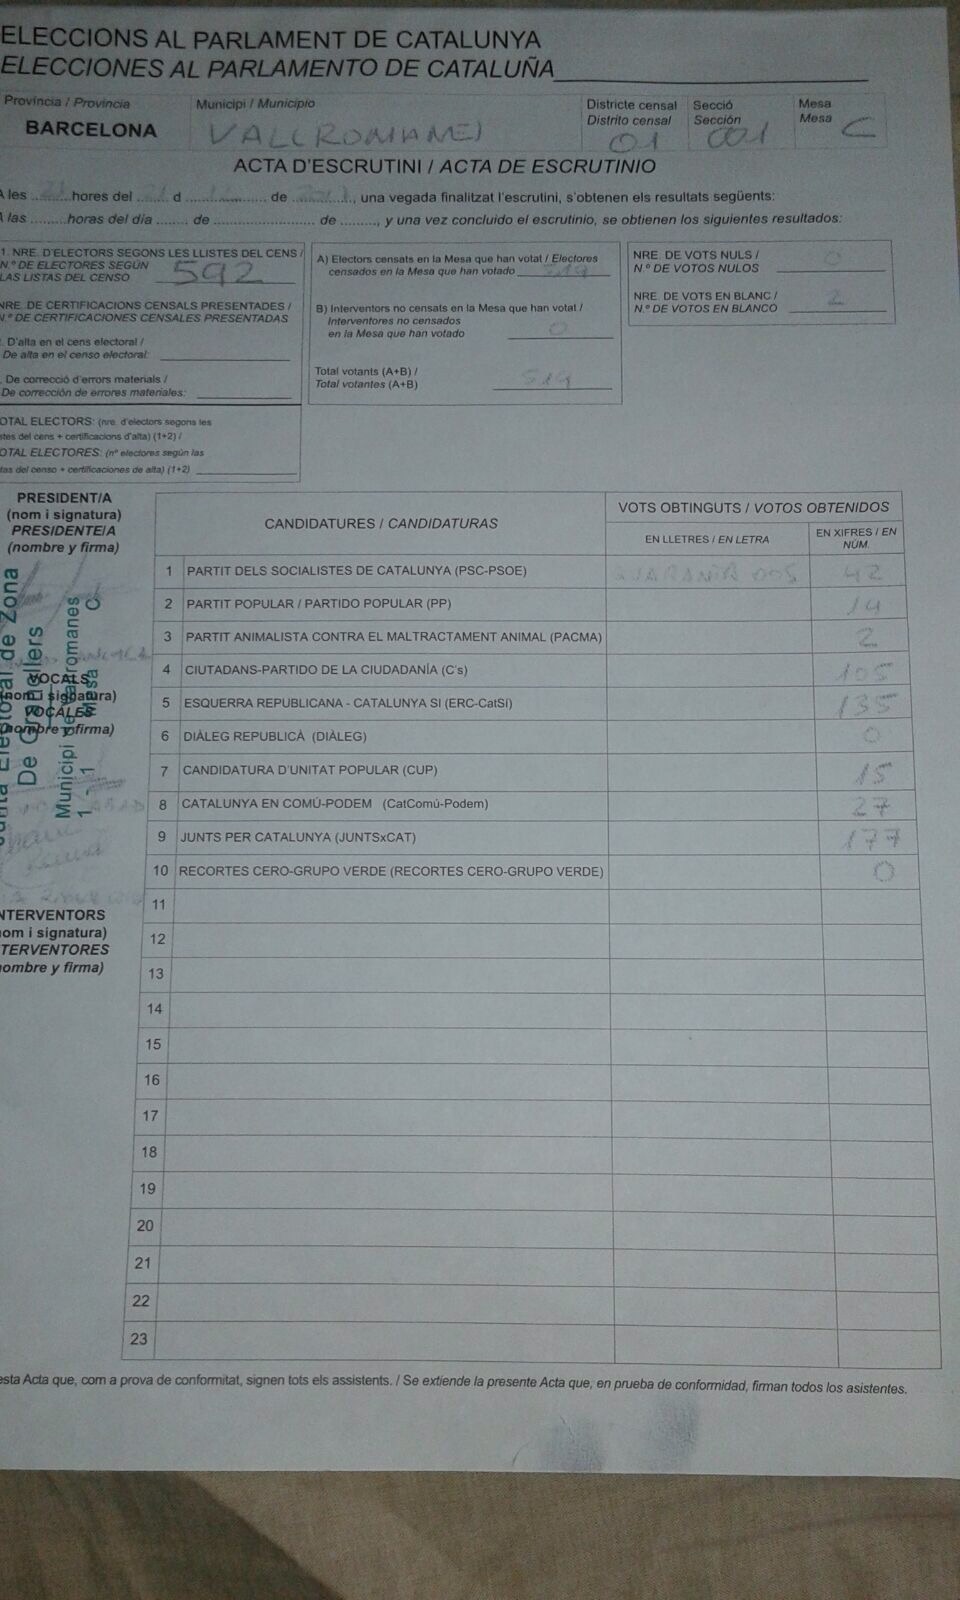 ELECCIONS AL PARLAMENT DE CATALUNYA
ELECCIONES AL PARLAMENTO DE CATALUÑA
Província / Provincia
BARCELONA
Municipi / Municipio
VALLROMANES
Districte censal
Distrito censal
01
Secció
Sección
001
Mesa
Mesa
C
ACTA D'ESCRUTINI / ACTA DE ESCRUTINIO
A les ........ hores del ........ d ................ de ............, una vegada finalitzat l'escrutini, s'obtenen els resultats següents:
A las .........horas del día ........ de ...................... de ........., y una vez concluido el escrutinio, se obtienen los siguientes resultados:
1. NRE. D'ELECTORS SEGONS LES LLISTES DEL CENS /
N.º DE ELECTORES SEGÚN
LAS LISTAS DEL CENSO
592
NRE. DE CERTIFICACIONS CENSALS PRESENTADES /
N.º DE CERTIFICACIONES CENSALES PRESENTADAS
. D'alta en el cens electoral /
De alta en el censo electoral:
. De correcció d'errors materials /
De corrección de errores materiales:
OTAL ELECTORS: (nre. d'electors segons les
stes del cens + certificacions d'alta) (1+2) /
OTAL ELECTORES: (nº electores según las
tas del censo + certificaciones de alta) (1+2)
A) Electors censats en la Mesa que han votat / Electores
censados en la Mesa que han votado 519
B) Interventors no censats en la Mesa que han votat /
Interventores no censados
en la Mesa que han votado 0
Total votants (A+B) /
Total votantes (A+B) 519
NRE. DE VOTS NULS /
N.º DE VOTOS NULOS 0
NRE. DE VOTS EN BLANC /
N.º DE VOTOS EN BLANCO 2
PRESIDENT/A
(nom i signatura)
PRESIDENTE/A
(nombre y firma)
VOCALS
(nom i signatura)
VOCALES
(nombre y firma)
Junta Electoral de Zona
De Granollers
Municipi de Vallromanes
1 - 1 Mesa C
NTERVENTORS
om i signatura)
TERVENTORES
ombre y firma)
CANDIDATURES / CANDIDATURAS
VOTS OBTINGUTS / VOTOS OBTENIDOS
EN LLETRES / EN LETRA
EN XIFRES / EN
NÚM.
1 PARTIT DELS SOCIALISTES DE CATALUNYA (PSC-PSOE) QUARANTA DOS 42
2 PARTIT POPULAR / PARTIDO POPULAR (PP) 14
3 PARTIT ANIMALISTA CONTRA EL MALTRACTAMENT ANIMAL (PACMA) 2
4 CIUTADANS-PARTIDO DE LA CIUDADANÍA (C's) 105
5 ESQUERRA REPUBLICANA - CATALUNYA SI (ERC-CatSí) 135
6 DIÀLEG REPUBLICÀ (DIÀLEG) 0
7 CANDIDATURA D'UNITAT POPULAR (CUP) 15
8 CATALUNYA EN COMÚ-PODEM (CatComú-Podem) 27
9 JUNTS PER CATALUNYA (JUNTSxCAT) 177
10 RECORTES CERO-GRUPO VERDE (RECORTES CERO-GRUPO VERDE) 0
11
12
13
14
15
16
17
18
19
20
21
22
23
esta Acta que, com a prova de conformitat, signen tots els assistents. / Se extiende la presente Acta que, en prueba de conformidad, firman todos los asistentes.